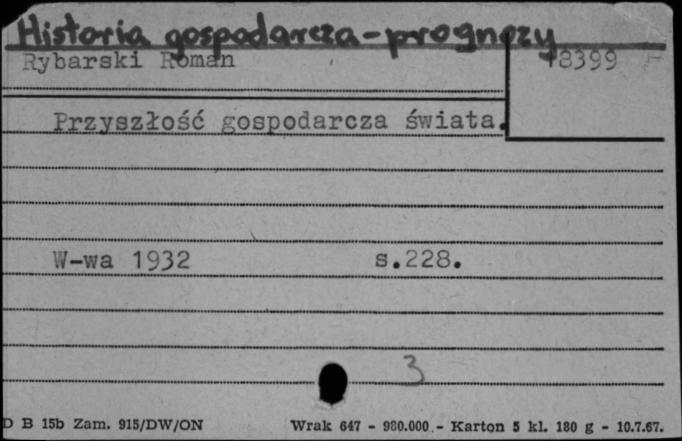 Historia gospodarcza - prognozy
Rybarski Roman 18399
Przyszłość gospodarcza świata.
W-wa 1932 s.228.
3
D B 15b Zam. 915/DW/ON Wrak 647 - 980.000 - Karton 5 kl. 180 g - 10.7.67.